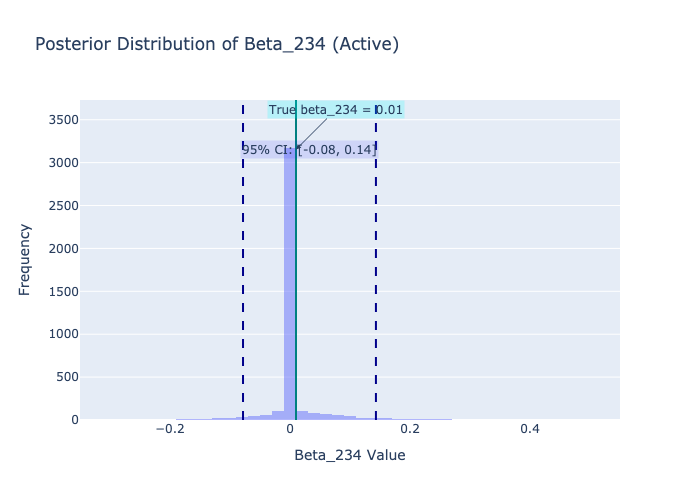 Posterior Distribution of Beta_234 (Active)
True beta_234 = 0.01
3500
95% CI: [-0.08, 0.14]
3000
2500
2000
1500
1000
500
0
Frequency
−0.2
0
0.2
0.4
Beta_234 Value